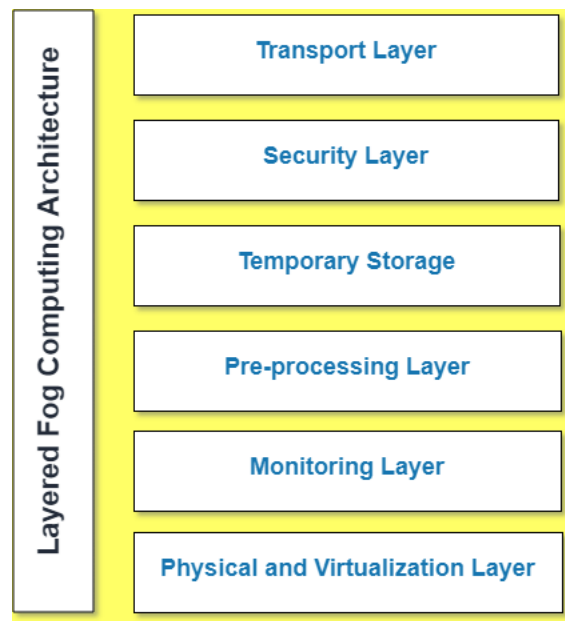 Layered Fog Computing Architecture
Transport Layer
Security Layer
Temporary Storage
Pre-processing Layer
Monitoring Layer
Physical and Virtualization Layer